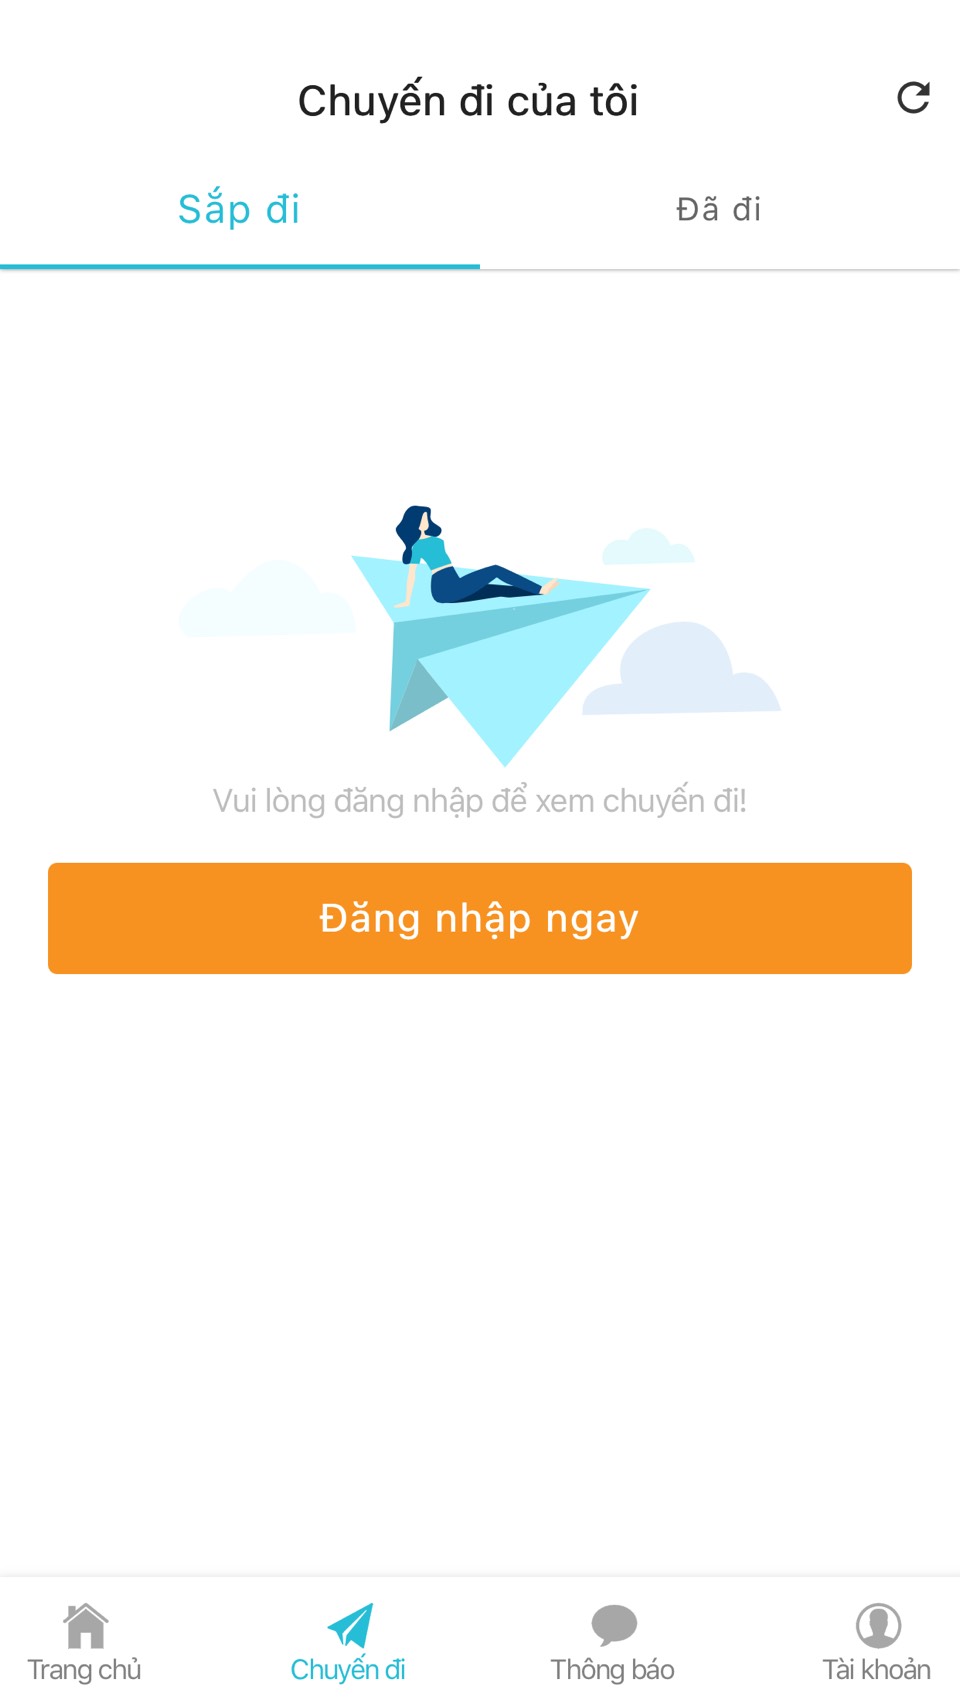 Chuyến đi của tôi
Sắp đi
Đã đi
Vui lòng đăng nhập để xem chuyến đi!
Đăng nhập ngay
Trang chủ
Chuyến đi
Thông báo
Tài khoản